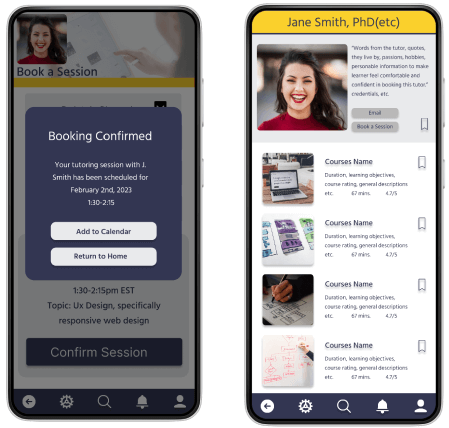 Book a Session
Booking Confirmed
Your tutoring session with J.
Smith has been scheduled for
February 2nd, 2023
1:30-2:15
Add to Calendar
Return to Home
1:30-2:15pm EST
Topic: Ux Design, specifically
responsive web design
Confirm Session
Jane Smith, PhD(etc)
"Words from the tutor, quotes,
they live by, passions, hobbies,
personable information to make
learner feel comfortable and
confident in booking this tutor."
credentials, etc.
Email
Book a Session
Courses Name
Duration, learning objectives,
course rating, general descriptions
etc. 67 mins. 4.7/5
Courses Name
Duration, learning objectives,
course rating, general descriptions
etc. 67 mins. 4.7/5
Courses Name
Duration, learning objectives,
course rating, general descriptions
etc. 67 mins. 4.7/5
Courses Name
Duration, learning objectives,
course rating, general descriptions
etc. 67 mins. 4.7/5